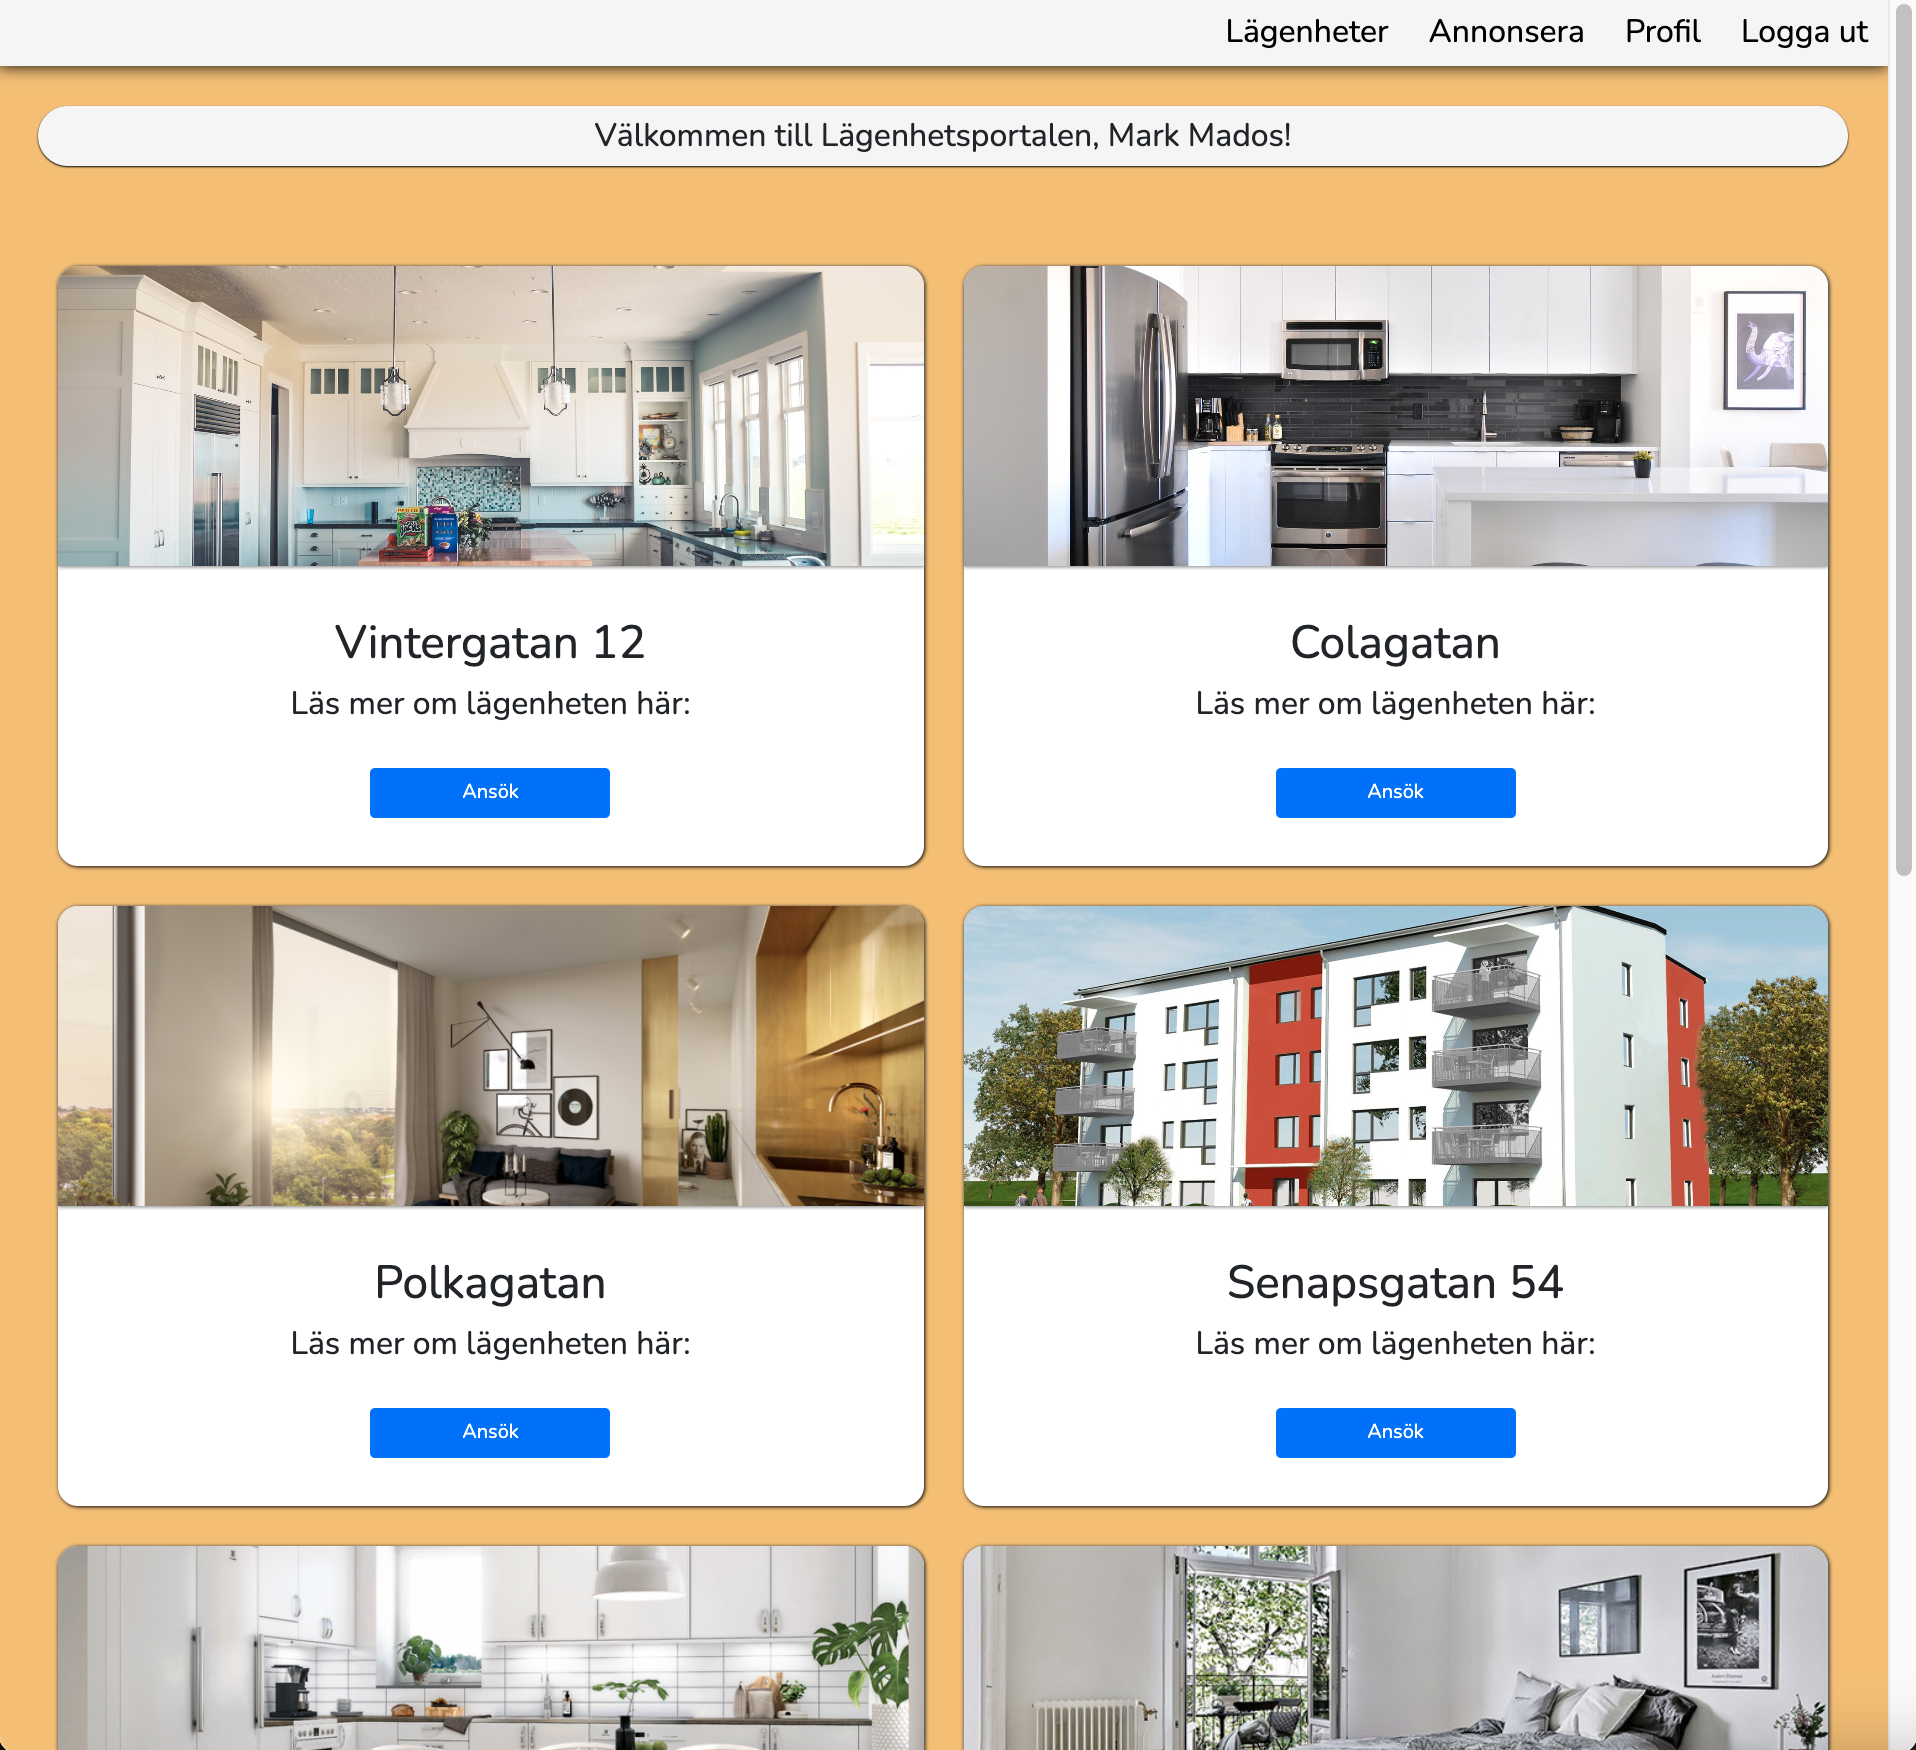 Lägenheter Annonsera Profil Logga ut
Välkommen till Lägenhetsportalen, Mark Mados!
Vintergatan 12
Läs mer om lägenheten här:
Ansök
Colagatan
Läs mer om lägenheten här:
Ansök
Polkagatan
Läs mer om lägenheten här:
Ansök
Senapsgatan 54
Läs mer om lägenheten här:
Ansök